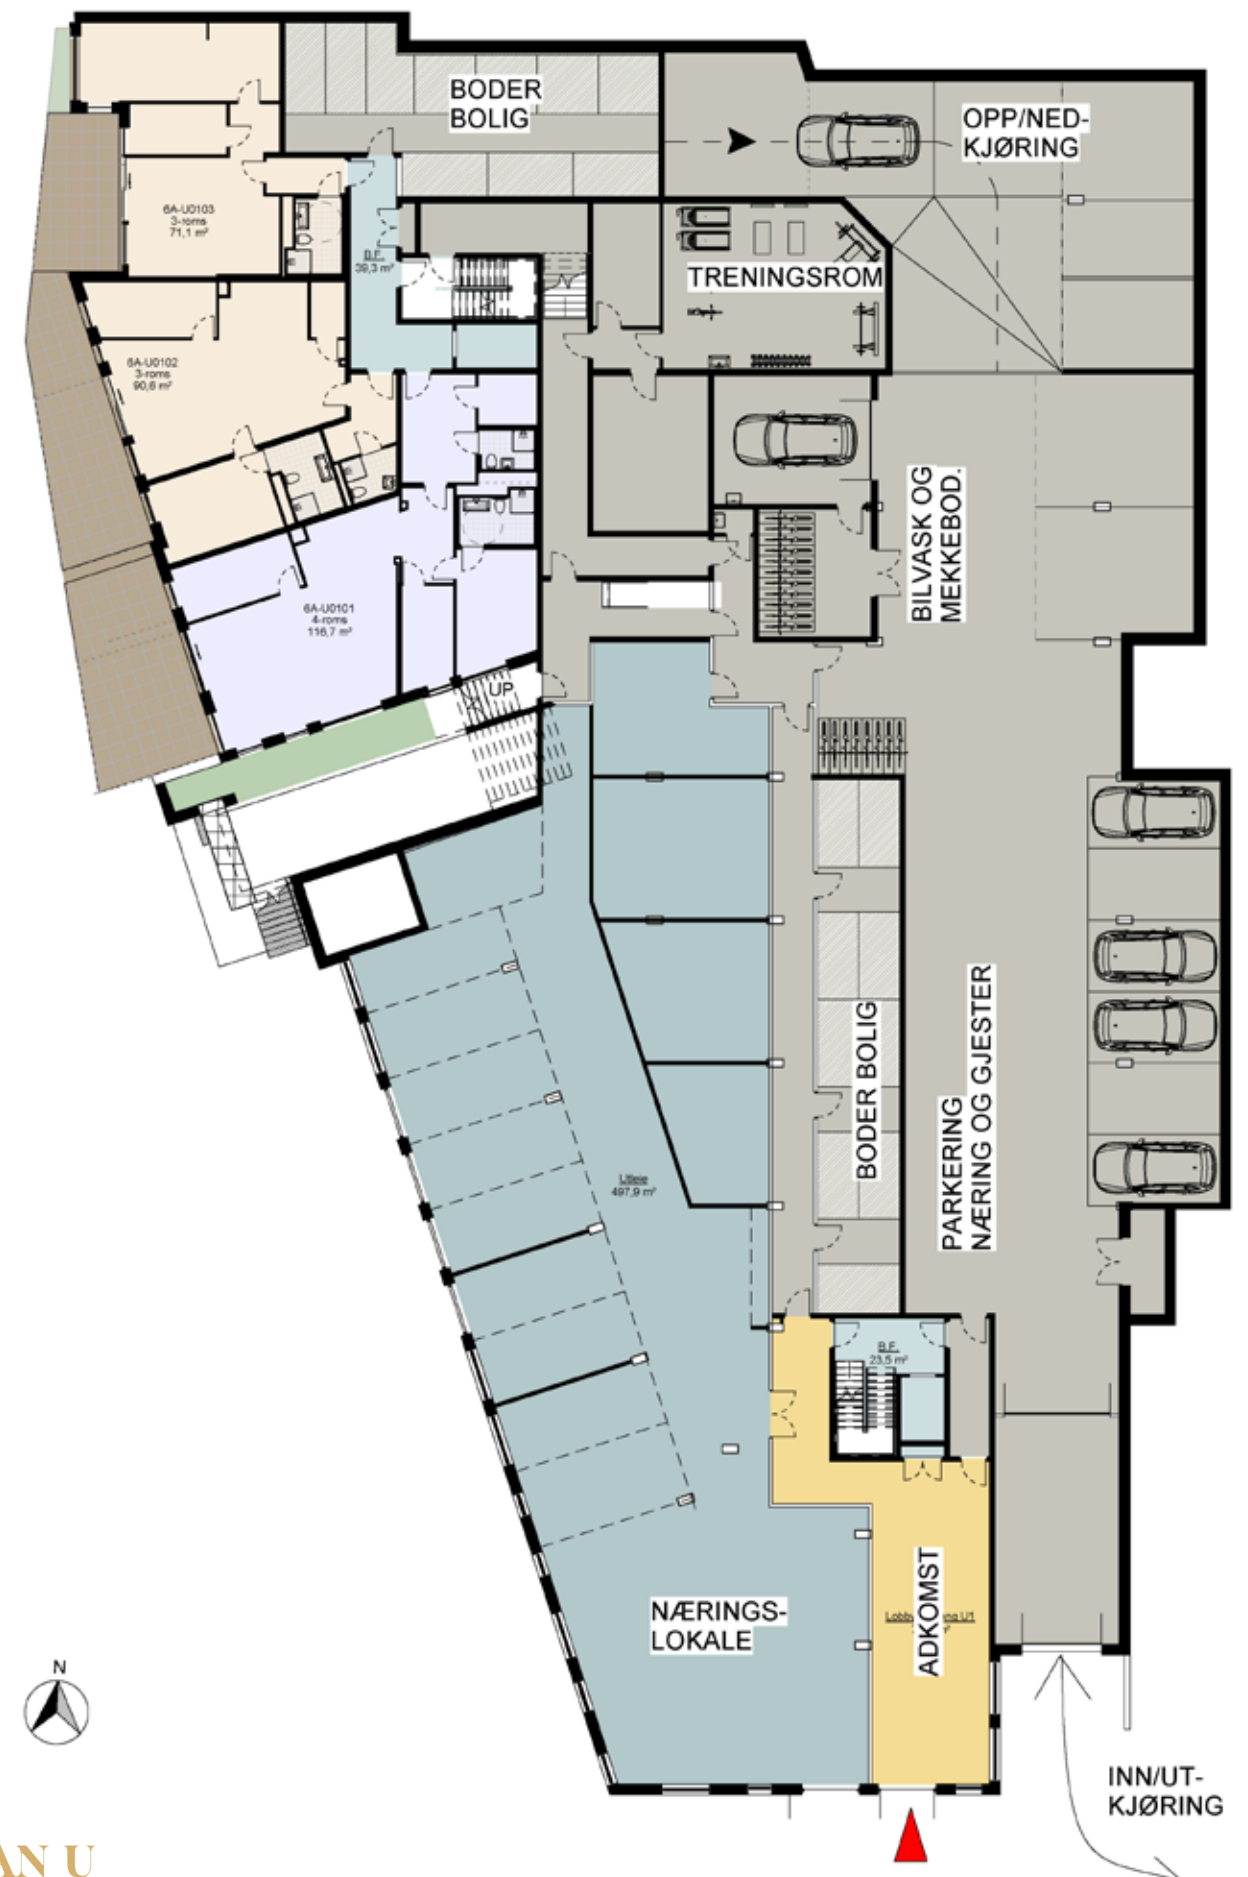 BODER
BOLIG
OPP/NED-
KJØRING
6A-U0103
3-roms
71,1 m²
B.F.
39,3 m²
TRENINGSROM
6A-U0102
3-roms
90,6 m²
BILVASK OG
MEKKEBOD.
6A-U0101
4-roms
116,7 m²
UP
BODER BOLIG
PARKERING
NÆRING OG GJESTER
Utleie
497,9 m²
B.F.
23,5 m²
NÆRINGS-
LOKALE
ADKOMST
Lobby
U1
N
INN/UT-
KJØRING
AN U